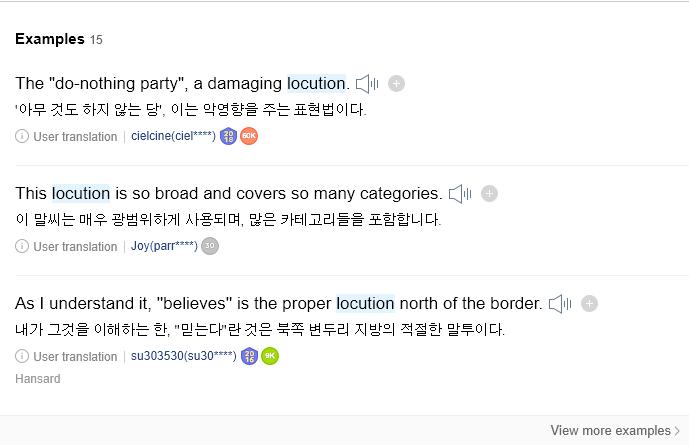 Examples 15
The "do-nothing party", a damaging locution.
'아무 것도 하지 않는 당', 이는 악영향을 주는 표현법이다.
User translation | cielcine(ciel****) 2018 60K
This locution is so broad and covers so many categories.
이 말씨는 매우 광범위하게 사용되며, 많은 카테고리들을 포함합니다.
User translation | Joy(parr****) 30
As I understand it, "believes" is the proper locution north of the border.
내가 그것을 이해하는 한, "믿는다"란 것은 북쪽 변두리 지방의 적절한 말투이다.
User translation | su303530(su30****) 2016 9K
Hansard
View more examples >